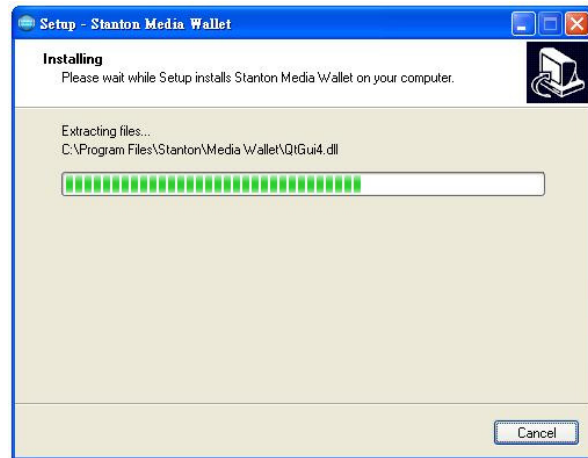 Setup - Stanton Media Wallet
Installing
Please wait while Setup installs Stanton Media Wallet on your computer.
Extracting files...
C:\Program Files\Stanton\Media Wallet\QtGui4.dll
Cancel